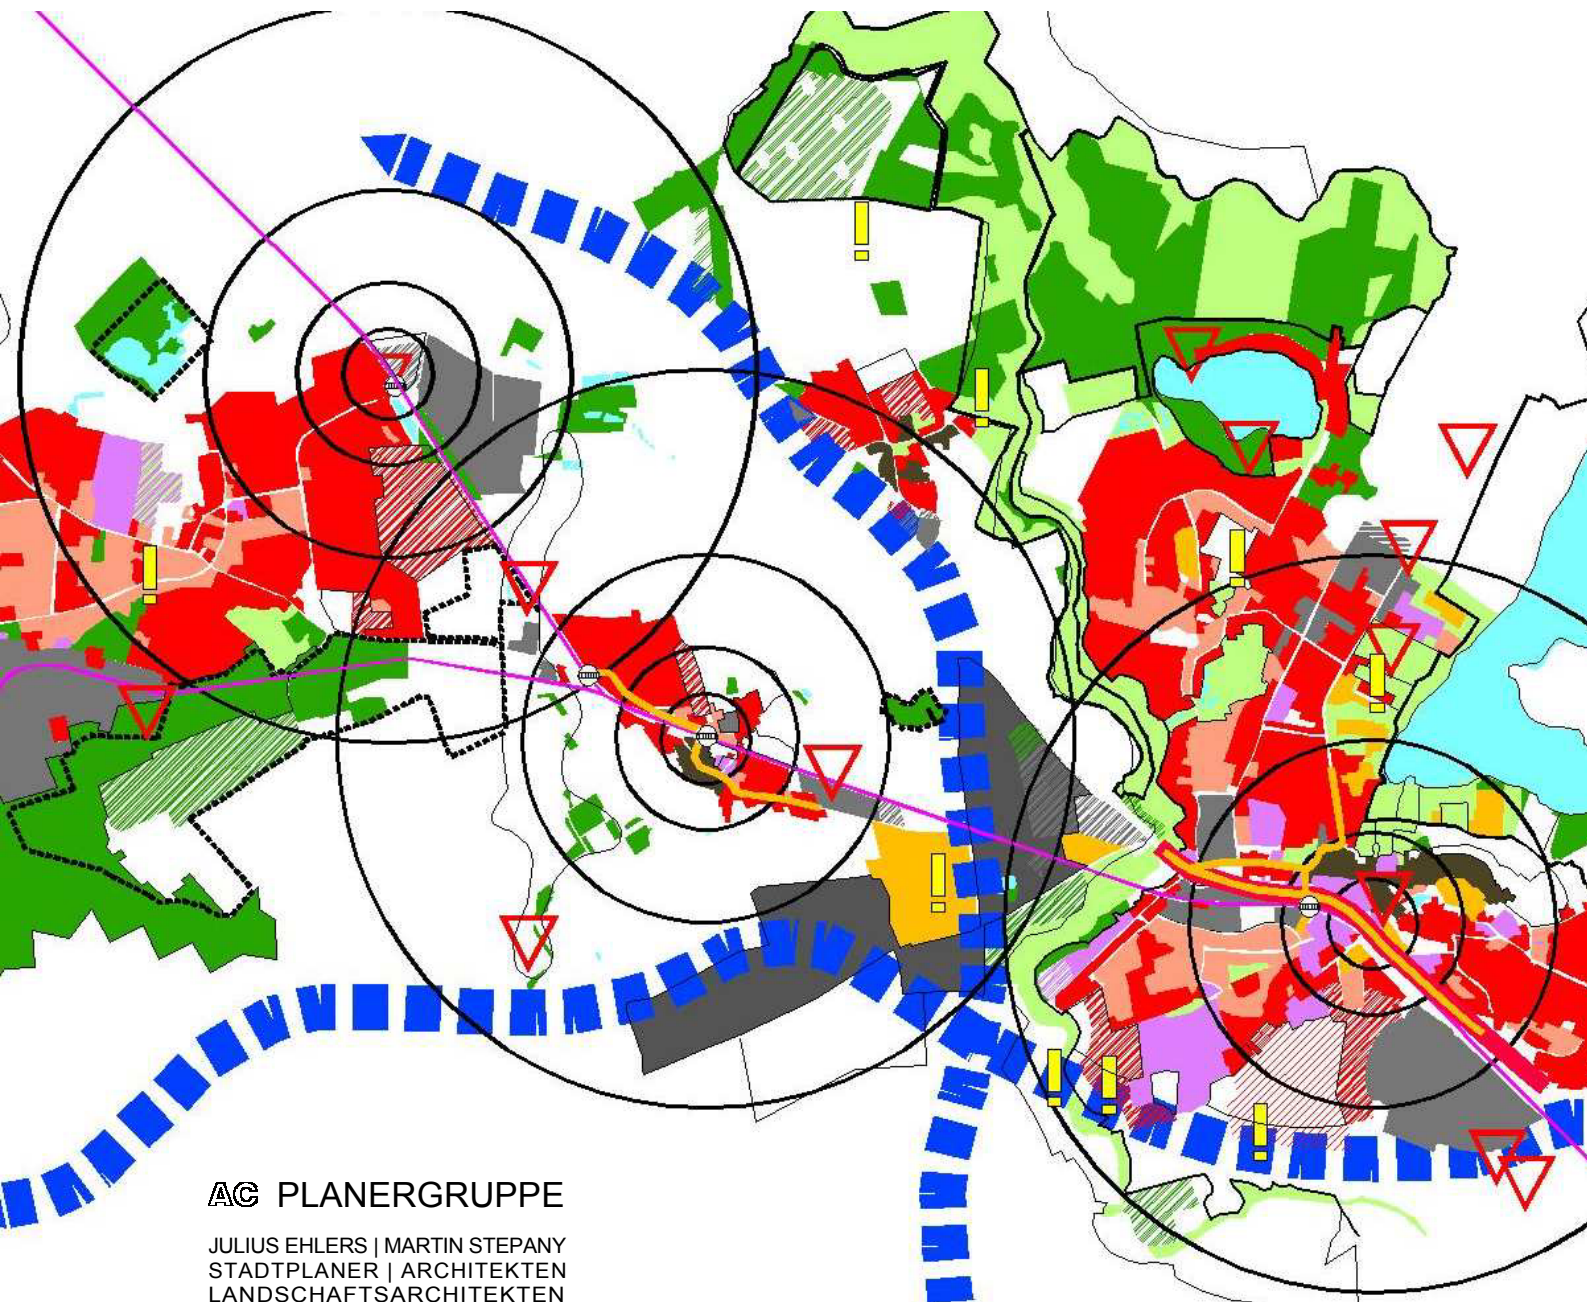 AC PLANERGRUPPE
JULIUS EHLERS | MARTIN STEPANY
STADTPLANER | ARCHITEKTEN
LANDSCHAFTSARCHITEKTEN